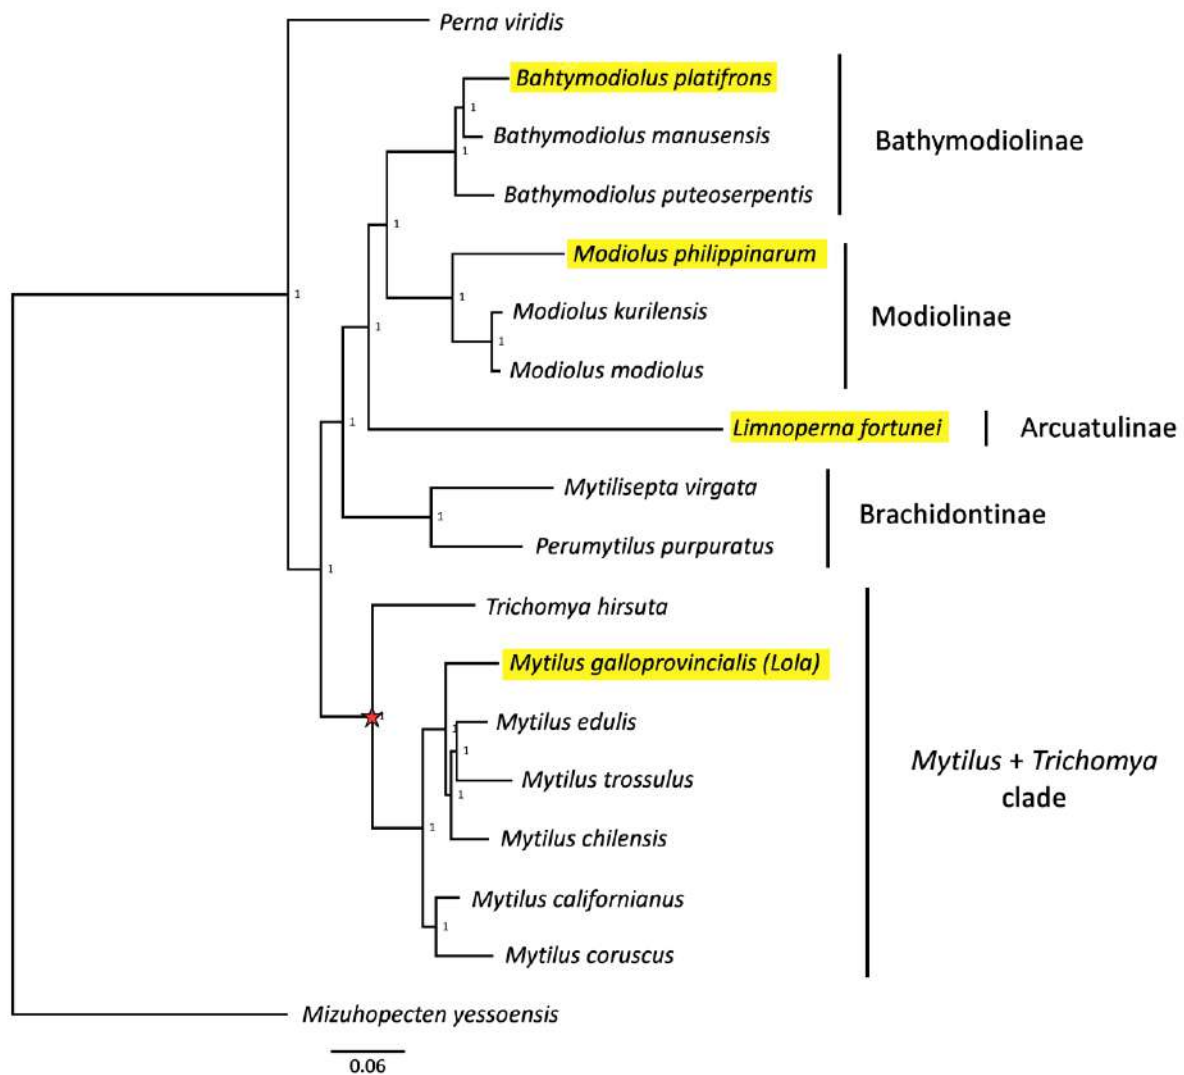 Perna viridis
Bahtymodiolus platifrons
1
Bathymodiolus manusensis
Bathymodiolinae
1
Bathymodiolus puteoserpentis
1
Modiolus philippinarum
1
1
Modiolus kurilensis
Modiolinae
1
1
Modiolus modiolus
1
Limnoperna fortunei
Arcuatulinae
Mytilisepta virgata
1
Brachidontinae
Perumytilus purpuratus
1
Trichomya hirsuta
Mytilus galloprovincialis (Lola)
1
Mytilus edulis
1
1
Mytilus + Trichomya
clade
Mytilus trossulus
1
1
Mytilus chilensis
Mytilus californianus
1
Mytilus coruscus
Mizuhopecten yessoensis
0.06